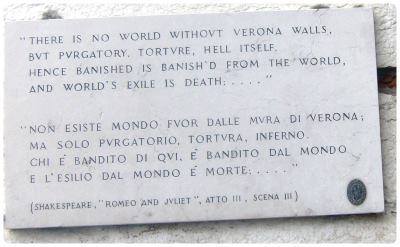 "THERE IS NO WORLD WITHOVT VERONA WALLS,
BVT PVRGATORY, TORTVRE, HELL ITSELF.
HENCE BANISHED IS BANISH'D FROM THE WORLD,
AND WORLD'S EXILE IS DEATH: . . . . "
"NON ESISTE MONDO FVOR DALLE MVRA DI VERONA;
MA SOLO PVRGATORIO, TORTVRA, INFERNO.
CHI É BANDITO DI QVI, É BANDITO DAL MONDO
E L'ESILIO DAL MONDO É MORTE: . . . . . "
(SHAKESPEARE, "ROMEO AND JVLIET", ATTO III, SCENA III)